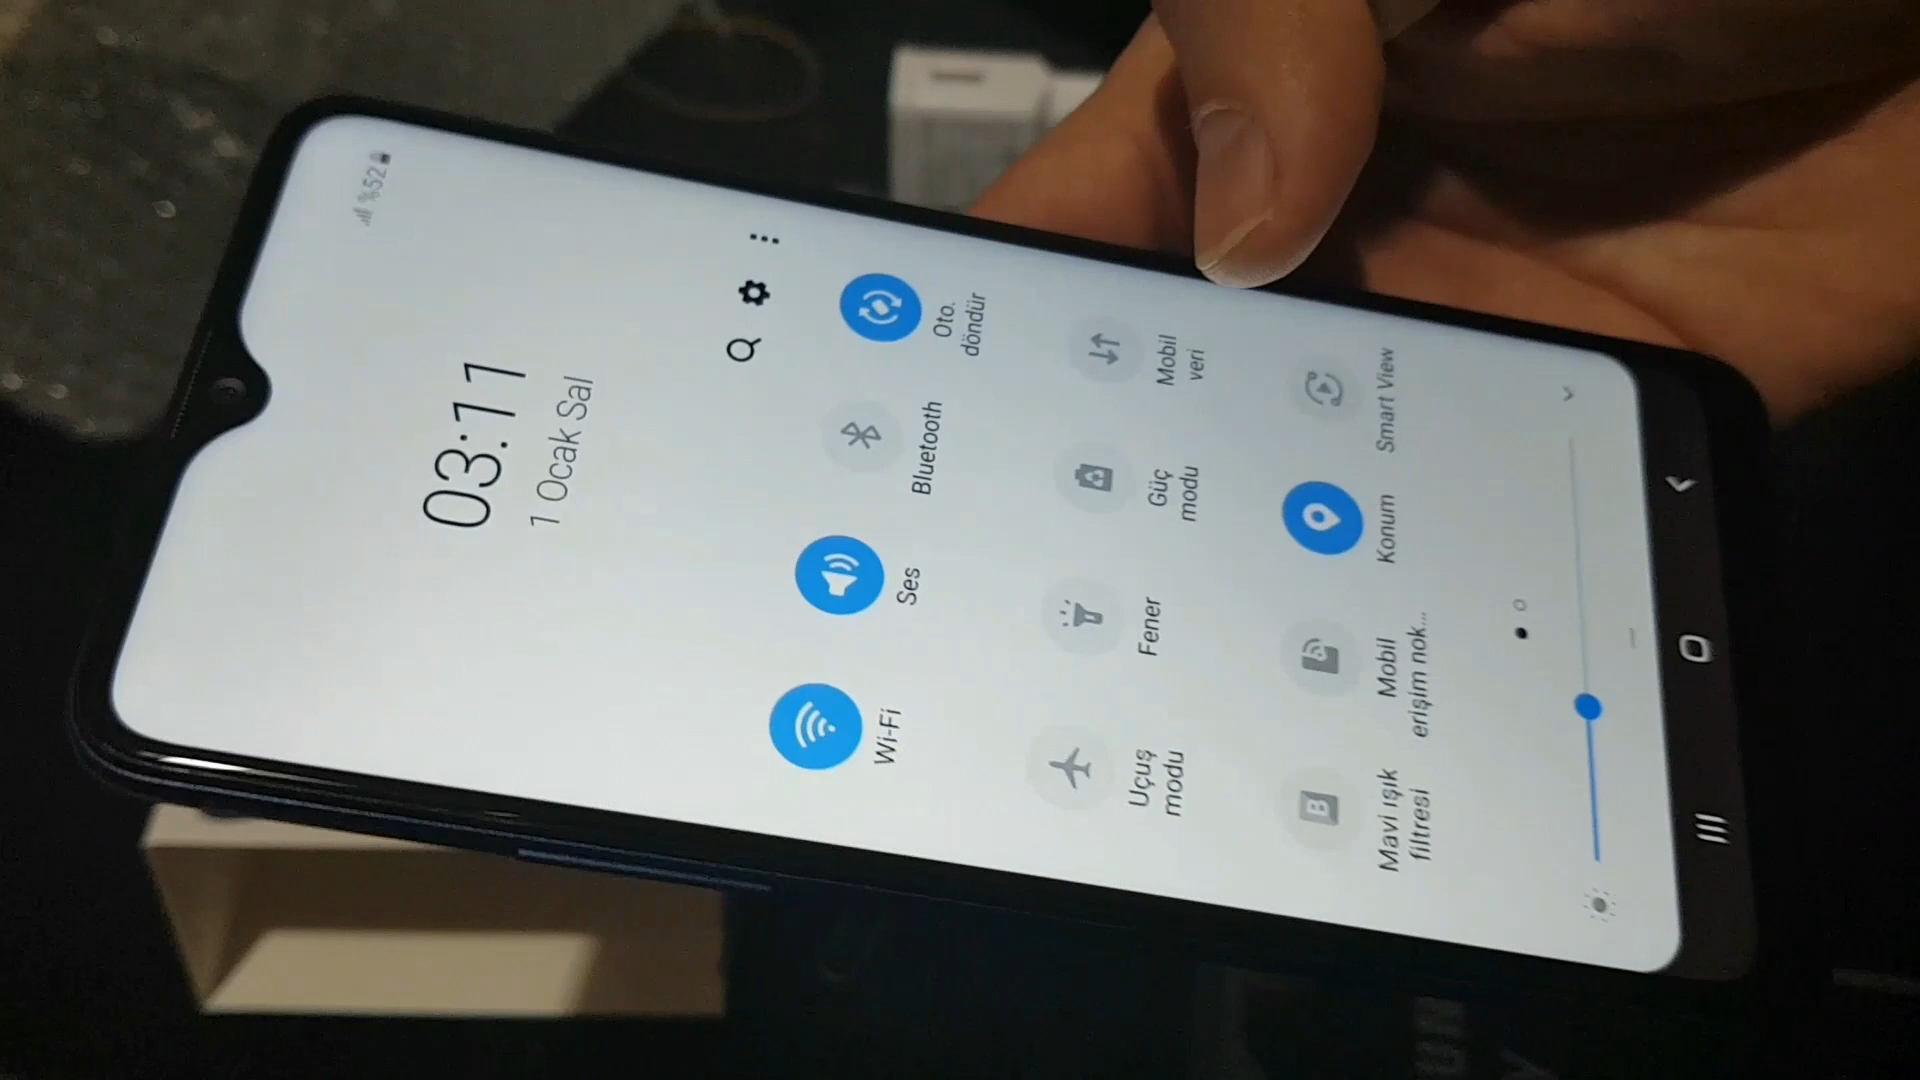 %52
03:11
1 Ocak Sal
Wi-Fi
Ses
Bluetooth
Oto.
döndür
Uçuş
modu
Fener
Güç
modu
Mobil
veri
Mavi ışık
filtresi
Mobil
erişim nok...
Konum
Smart View